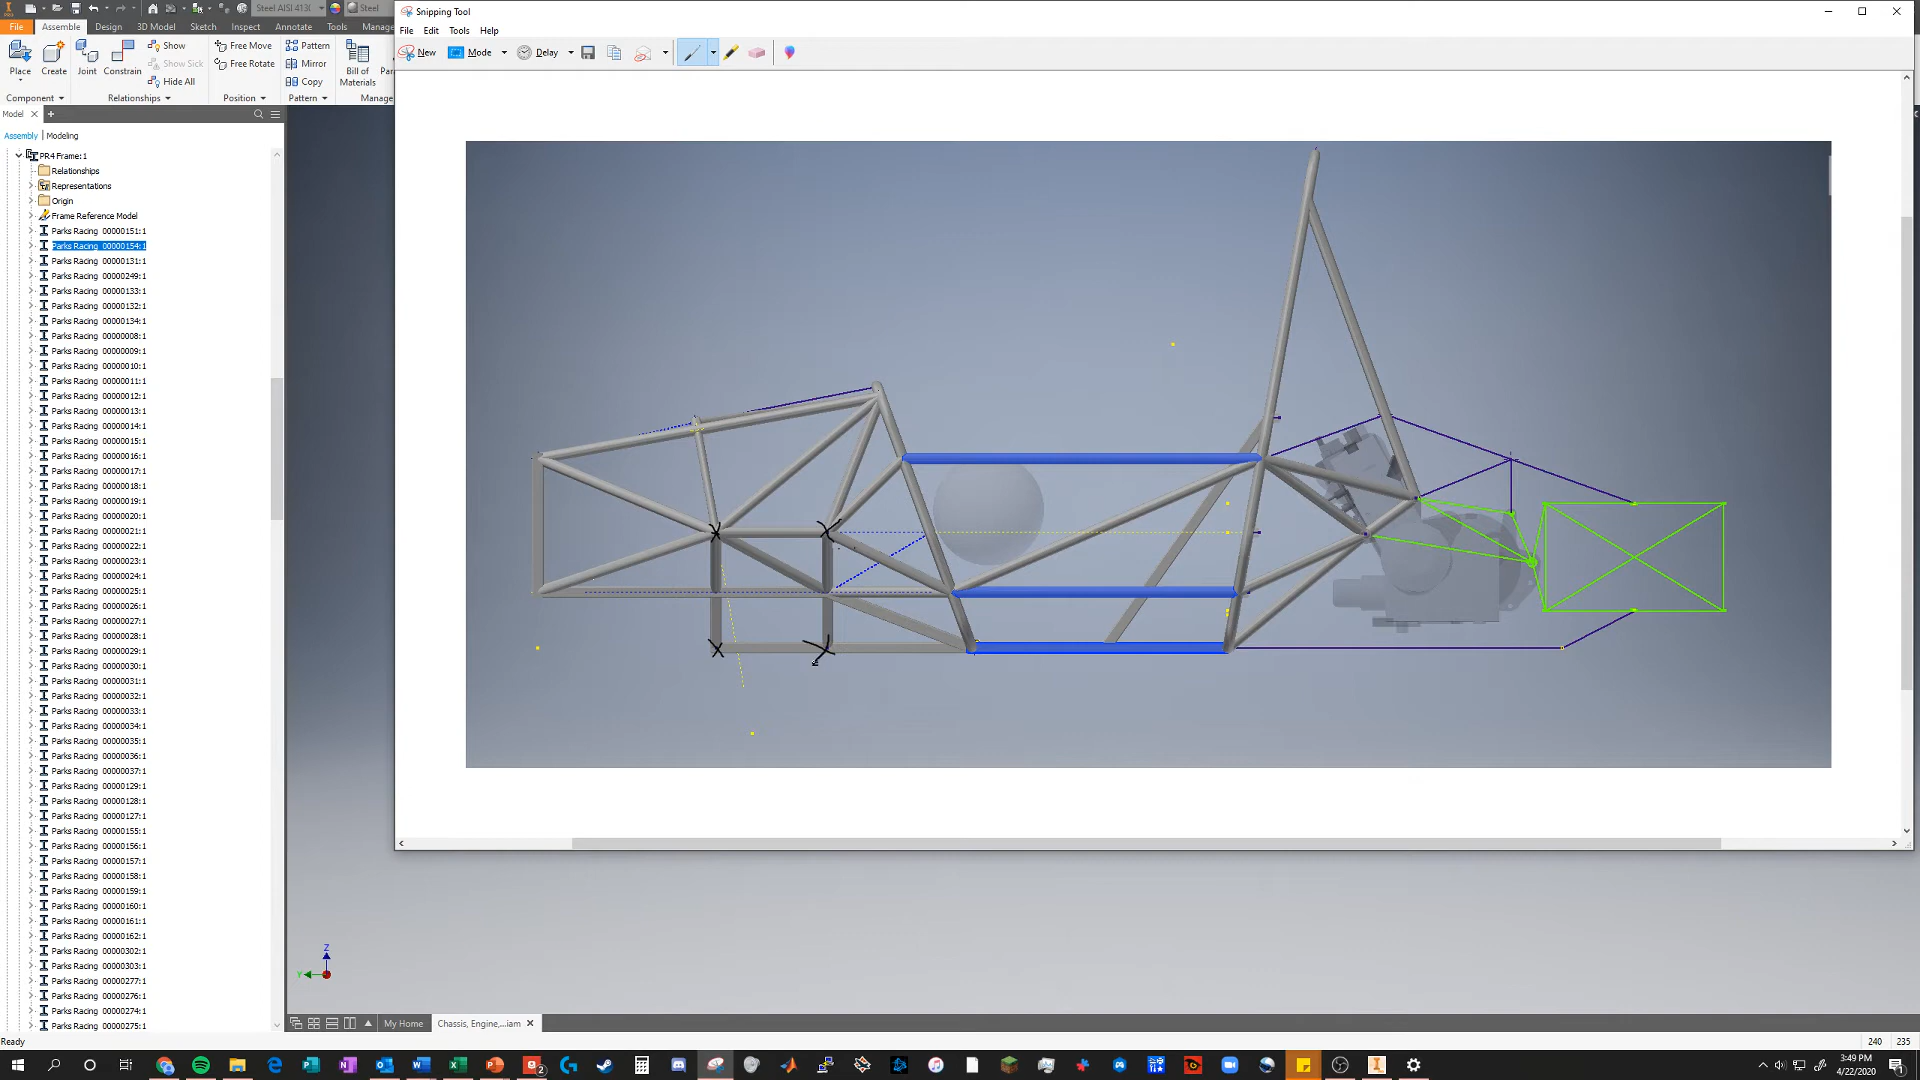 PRO
Steel AISI 413(
Steel
Snipping Tool
File Edit Tools Help
New Mode Delay
File Assemble Design 3D Model Sketch Inspect Annotate Tools Manage
Place
Create
Joint
Constrain
Show
Show Sick
Hide All
Free Move
Free Rotate
Pattern
Mirror
Copy
Bill of
Materials
Par
Component Relationships Position Pattern Manage
Model
Assembly Modeling
PR4 Frame:1
Relationships
Representations
Origin
Frame Reference Model
Parks Racing 00000151:1
Parks Racing 00000154:1
Parks Racing 00000131:1
Parks Racing 00000249:1
Parks Racing 00000133:1
Parks Racing 00000132:1
Parks Racing 00000134:1
Parks Racing 00000008:1
Parks Racing 00000009:1
Parks Racing 00000010:1
Parks Racing 00000011:1
Parks Racing 00000012:1
Parks Racing 00000013:1
Parks Racing 00000014:1
Parks Racing 00000015:1
Parks Racing 00000016:1
Parks Racing 00000017:1
Parks Racing 00000018:1
Parks Racing 00000019:1
Parks Racing 00000020:1
Parks Racing 00000021:1
Parks Racing 00000022:1
Parks Racing 00000023:1
Parks Racing 00000024:1
Parks Racing 00000025:1
Parks Racing 00000026:1
Parks Racing 00000027:1
Parks Racing 00000028:1
Parks Racing 00000029:1
Parks Racing 00000030:1
Parks Racing 00000031:1
Parks Racing 00000032:1
Parks Racing 00000033:1
Parks Racing 00000034:1
Parks Racing 00000035:1
Parks Racing 00000036:1
Parks Racing 00000037:1
Parks Racing 00000129:1
Parks Racing 00000128:1
Parks Racing 00000127:1
Parks Racing 00000155:1
Parks Racing 00000156:1
Parks Racing 00000157:1
Parks Racing 00000158:1
Parks Racing 00000159:1
Parks Racing 00000160:1
Parks Racing 00000161:1
Parks Racing 00000162:1
Parks Racing 00000302:1
Parks Racing 00000303:1
Parks Racing 00000277:1
Parks Racing 00000276:1
Parks Racing 00000274:1
Parks Racing 00000275:1
Z
Y
My Home Chassis, Engine,...iam
Ready
240 235
3:49 PM
4/22/2020